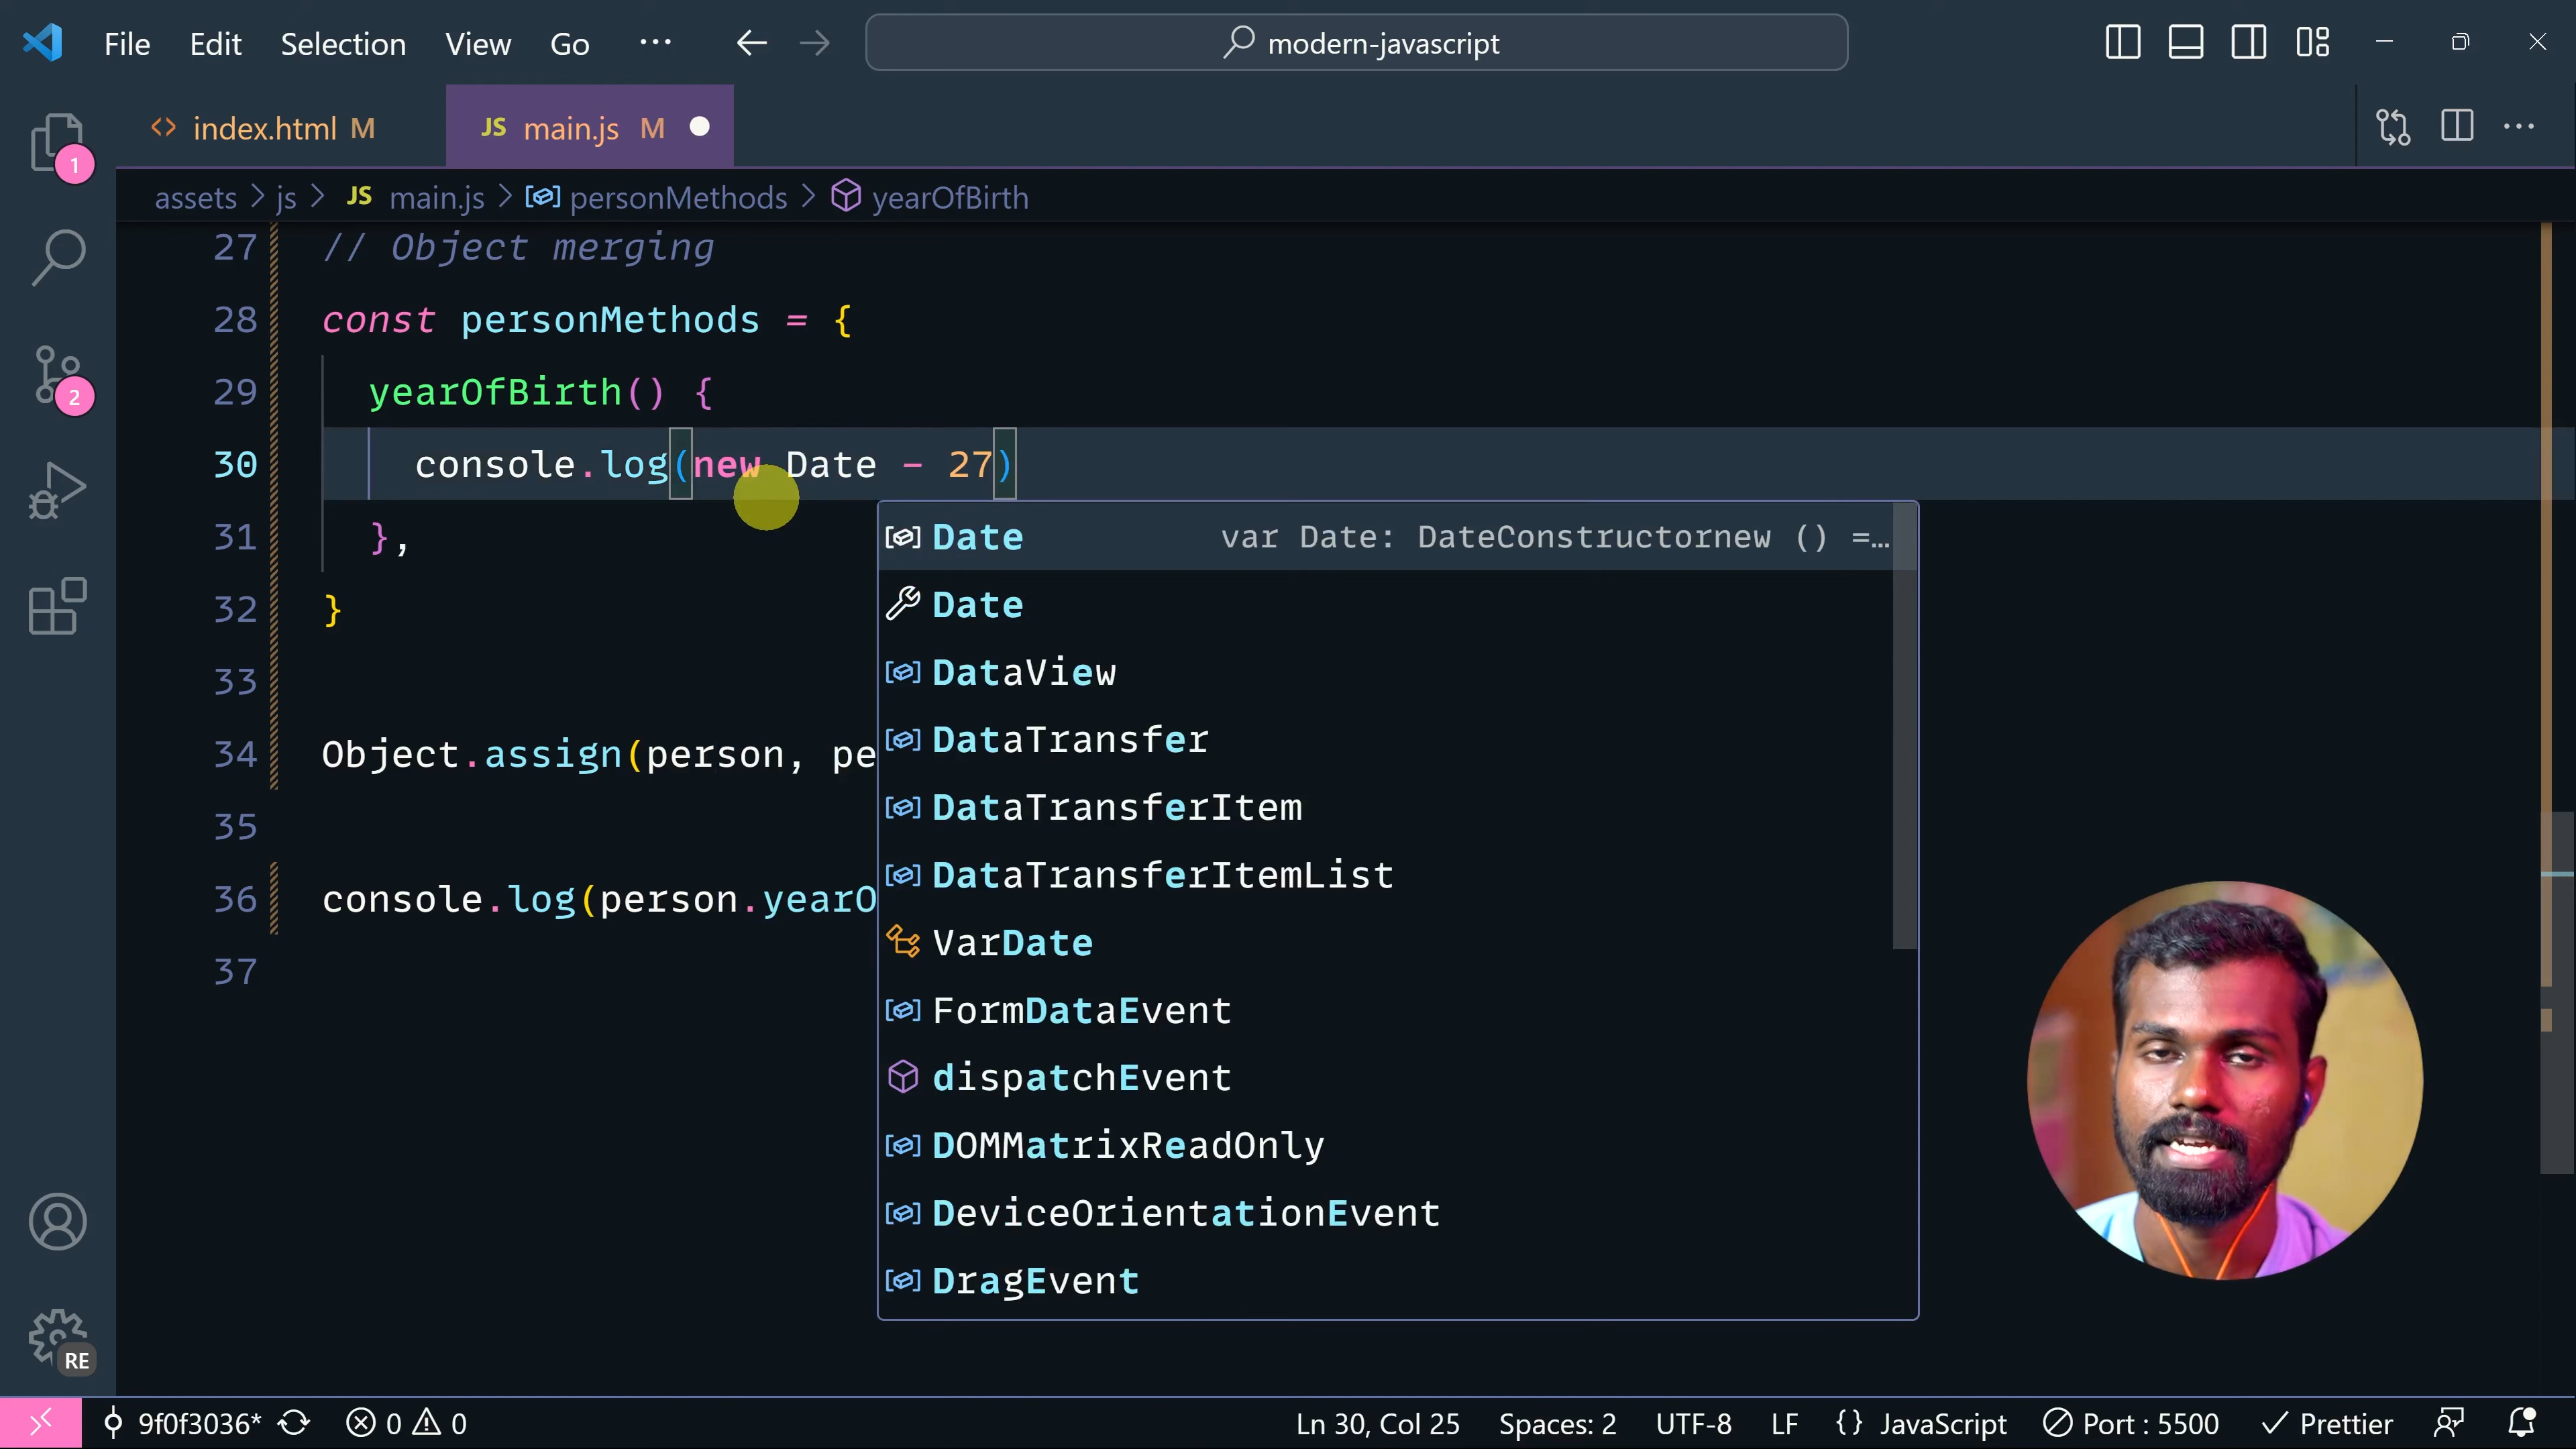 File Edit Selection View Go ... modern-javascript
index.html M JS main.js M
assets > js > JS main.js > personMethods > yearOfBirth
1
2
27 // Object merging
28 const personMethods = {
29 yearOfBirth() {
30 console.log(new Date - 27)
31 },
32 }
33
34 Object.assign(person, pe
35
36 console.log(person.yearO
37
Date var Date: DateConstructornew () =…
Date
DataView
DataTransfer
DataTransferItem
DataTransferItemList
VarDate
FormDataEvent
dispatchEvent
DOMMatrixReadOnly
DeviceOrientationEvent
DragEvent
RE
9f0f3036* 0 0 Ln 30, Col 25 Spaces: 2 UTF-8 LF {} JavaScript Port : 5500 Prettier